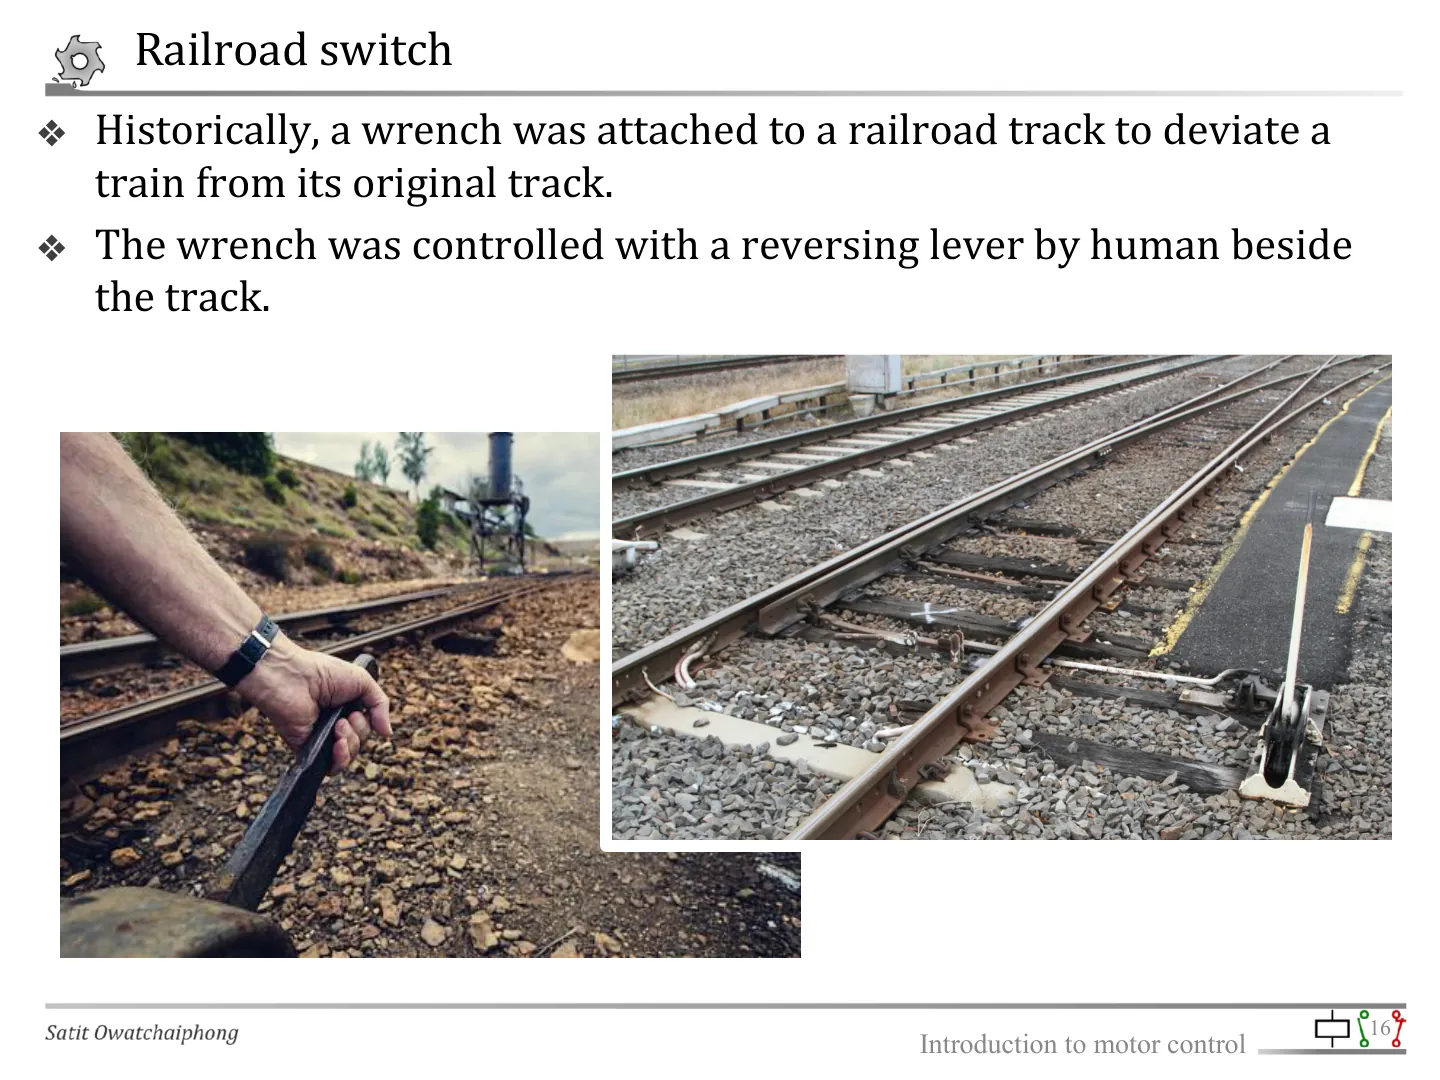 Railroad switch
❖ Historically, a wrench was attached to a railroad track to deviate a
train from its original track.
❖ The wrench was controlled with a reversing lever by human beside
the track.
Satit Owatchaiphong
Introduction to motor control
16